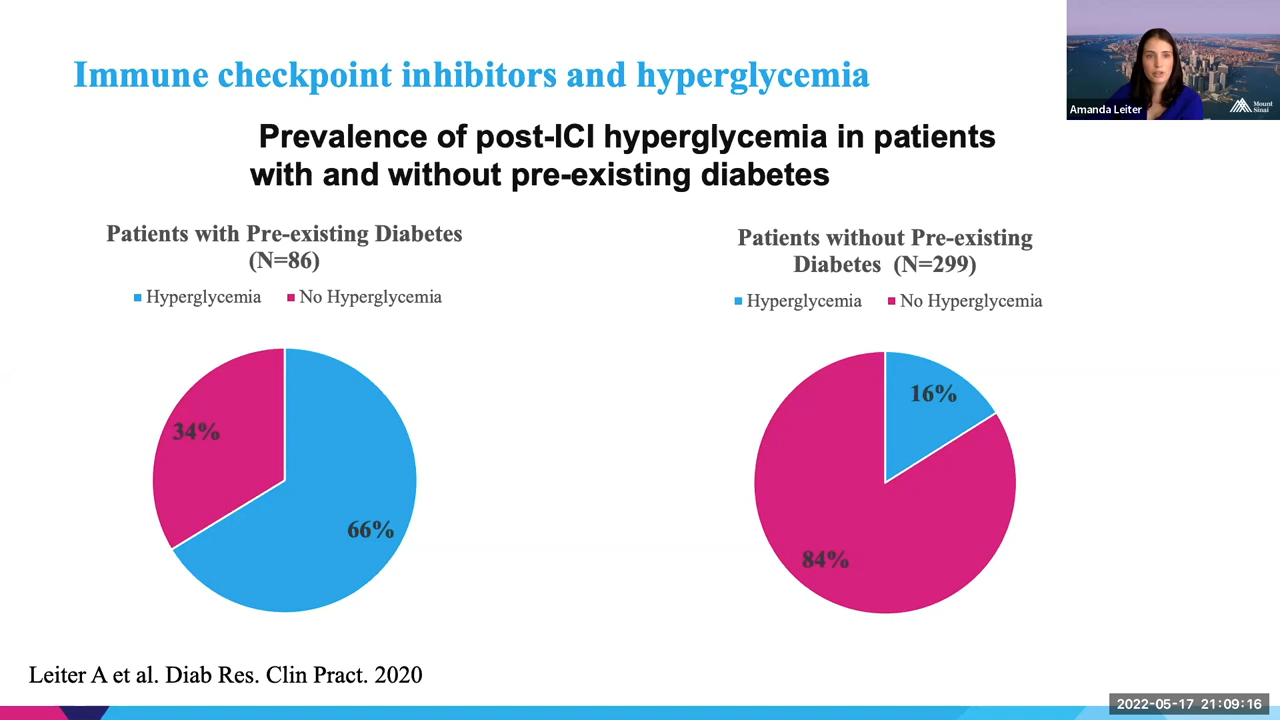 Immune checkpoint inhibitors and hyperglycemia
Amanda Leiter
Mount
Sinai
Prevalence of post-ICI hyperglycemia in patients
with and without pre-existing diabetes
Patients with Pre-existing Diabetes
(N=86)
Hyperglycemia No Hyperglycemia
34%
66%
Patients without Pre-existing
Diabetes (N=299)
Hyperglycemia No Hyperglycemia
16%
84%
Leiter A et al. Diab Res. Clin Pract. 2020
2022-05-17 21:09:16